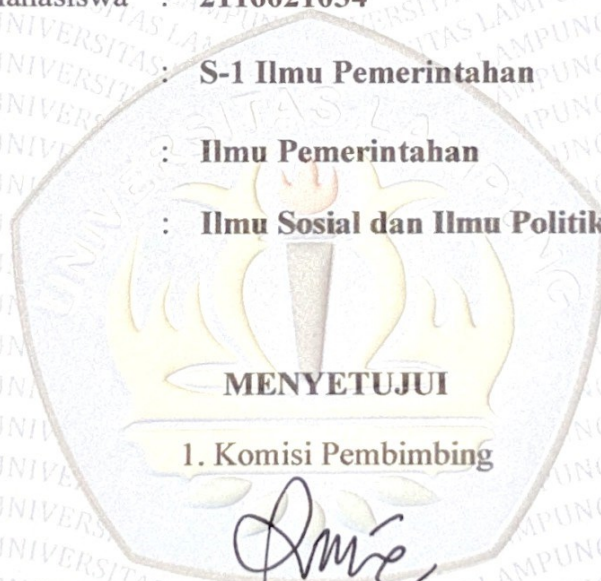 : S-1 Ilmu Pemerintahan
: Ilmu Pemerintahan
: Ilmu Sosial dan Ilmu Politik
MENYETUJUI
1. Komisi Pembimbing